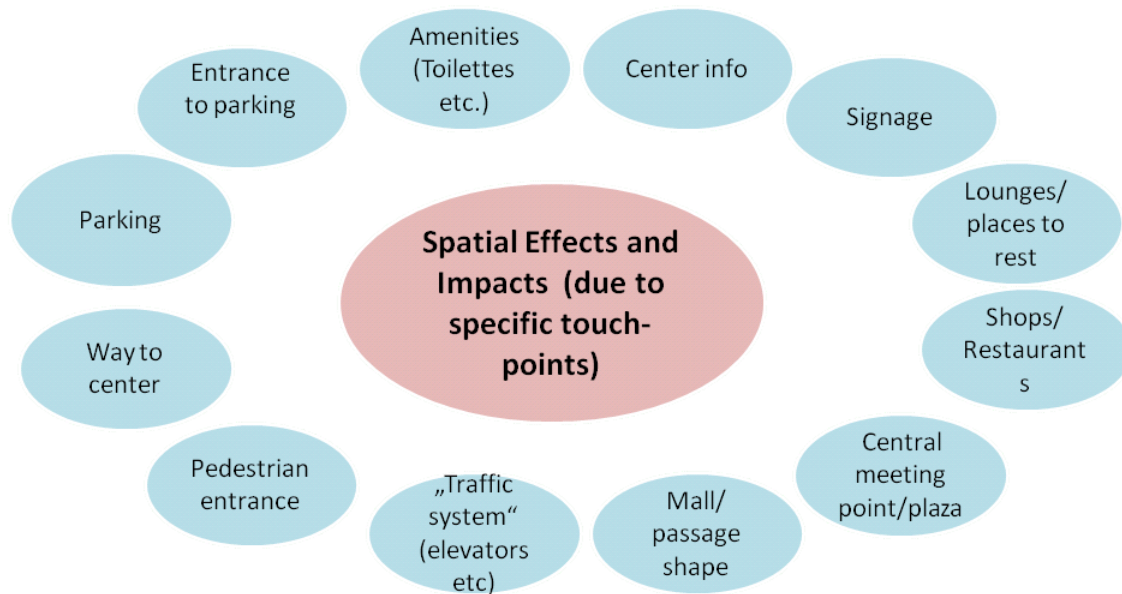 Amenities
(Toilettes
etc.)
Center info
Entrance
to parking
Signage
Parking
Lounges/
places to
rest
Spatial Effects and
Impacts  (due to
specific touch-
points)
Shops/
Restaurant
s
Way to
center
Central
meeting
point/plaza
Pedestrian
entrance
„Traffic
system“
(elevators
etc)
Mall/
passage
shape